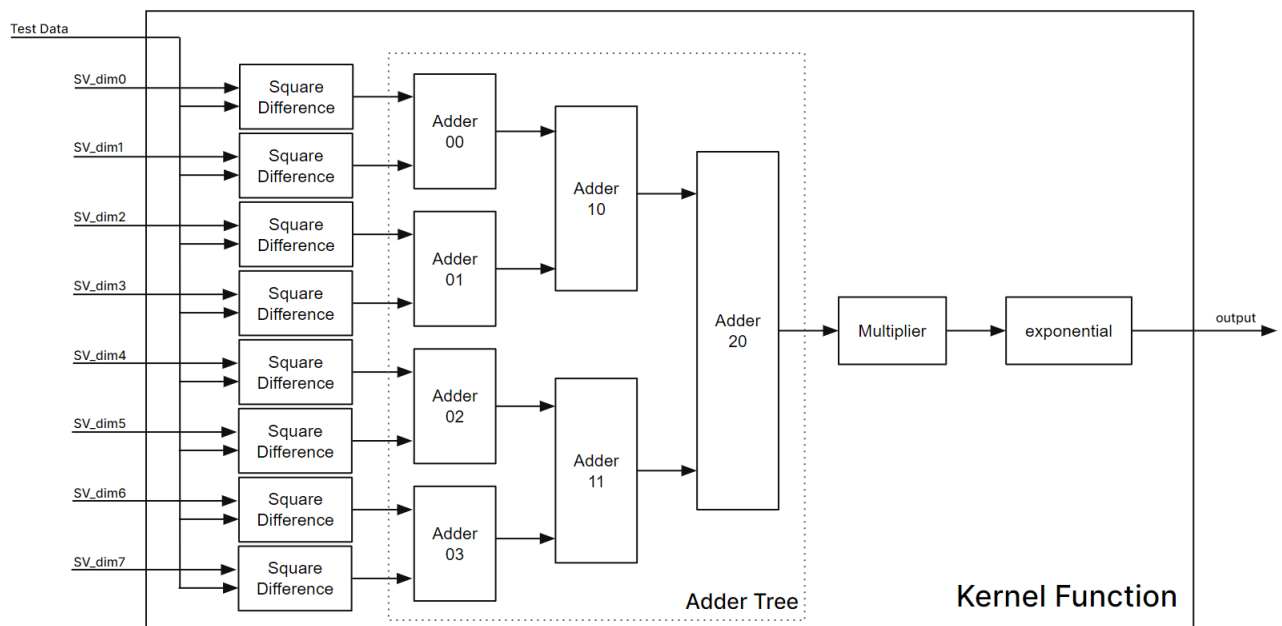 Test Data
SV_dim0
Square
Difference
SV_dim1
Square
Difference
SV_dim2
Square
Difference
SV_dim3
Square
Difference
SV_dim4
Square
Difference
SV_dim5
Square
Difference
SV_dim6
Square
Difference
SV_dim7
Square
Difference
Adder
00
Adder
01
Adder
02
Adder
03
Adder
10
Adder
11
Adder
20
Adder Tree
Multiplier
exponential
output
Kernel Function